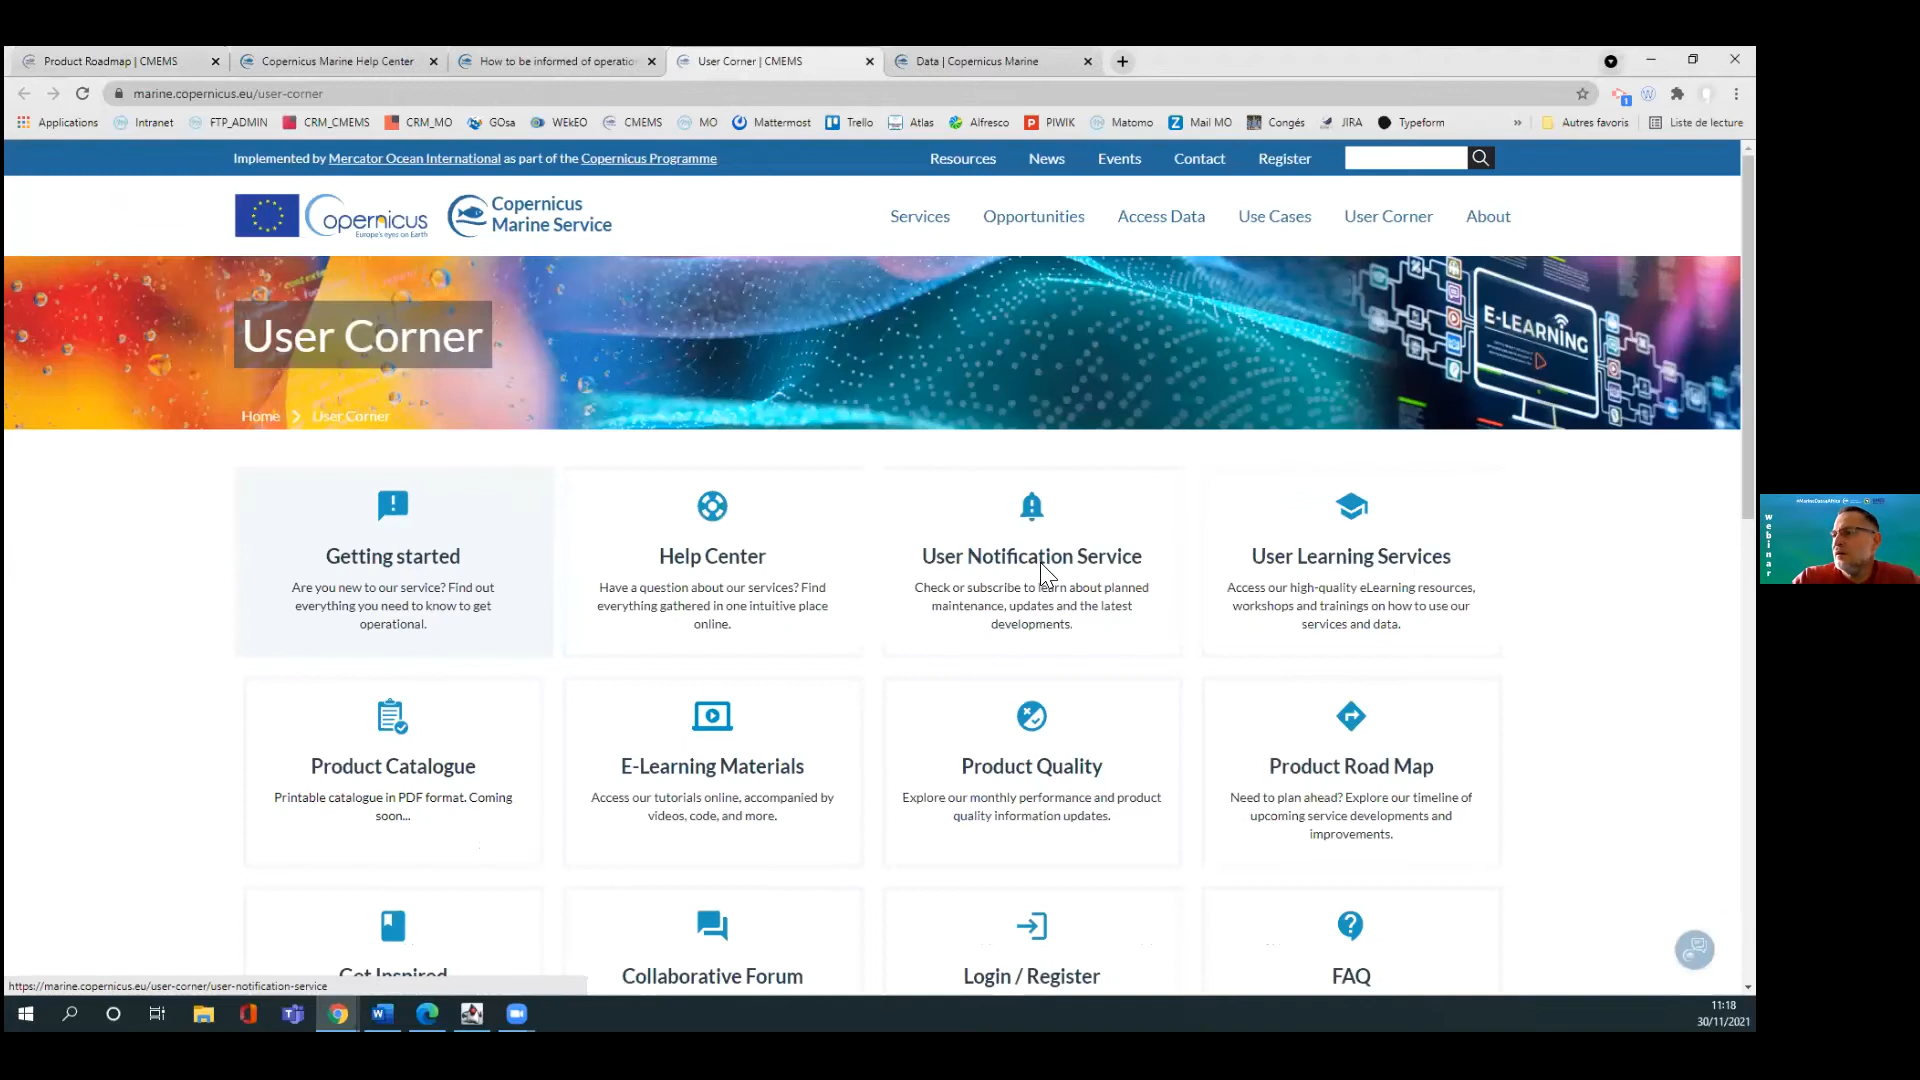 Product Roadmap | CMEMS
Copernicus Marine Help Center
How to be informed of operatio
User Corner | CMEMS
Data | Copernicus Marine
marine.copernicus.eu/user-corner
Applications
Intranet
FTP_ADMIN
CRM_CMEMS
CRM_MO
GOsa
WEkEO
CMEMS
MO
Mattermost
Trello
Atlas
Alfresco
PIWIK
Matomo
Mail MO
Congés
JIRA
Typeform
»
Autres favoris
Liste de lecture
Implemented by Mercator Ocean International as part of the Copernicus Programme
Resources
News
Events
Contact
Register
opernicus
Europe's eyes on Earth
Copernicus
Marine Service
Services
Opportunities
Access Data
Use Cases
User Corner
About
E-LEARNING
User Corner
Home
User Corner
Getting started
Are you new to our service? Find out
everything you need to know to get
operational.
Help Center
Have a question about our services? Find
everything gathered in one intuitive place
online.
User Notification Service
Check or subscribe to learn about planned
maintenance, updates and the latest
developments.
User Learning Services
Access our high-quality eLearning resources,
workshops and trainings on how to use our
services and data.
webinar
Product Catalogue
Printable catalogue in PDF format. Coming
soon...
E-Learning Materials
Access our tutorials online, accompanied by
videos, code, and more.
Product Quality
Explore our monthly performance and product
quality information updates.
Product Road Map
Need to plan ahead? Explore our timeline of
upcoming service developments and
improvements.
Get Inspired
Collaborative Forum
Login / Register
FAQ
https://marine.copernicus.eu/user-corner/user-notification-service
11:18
30/11/2021